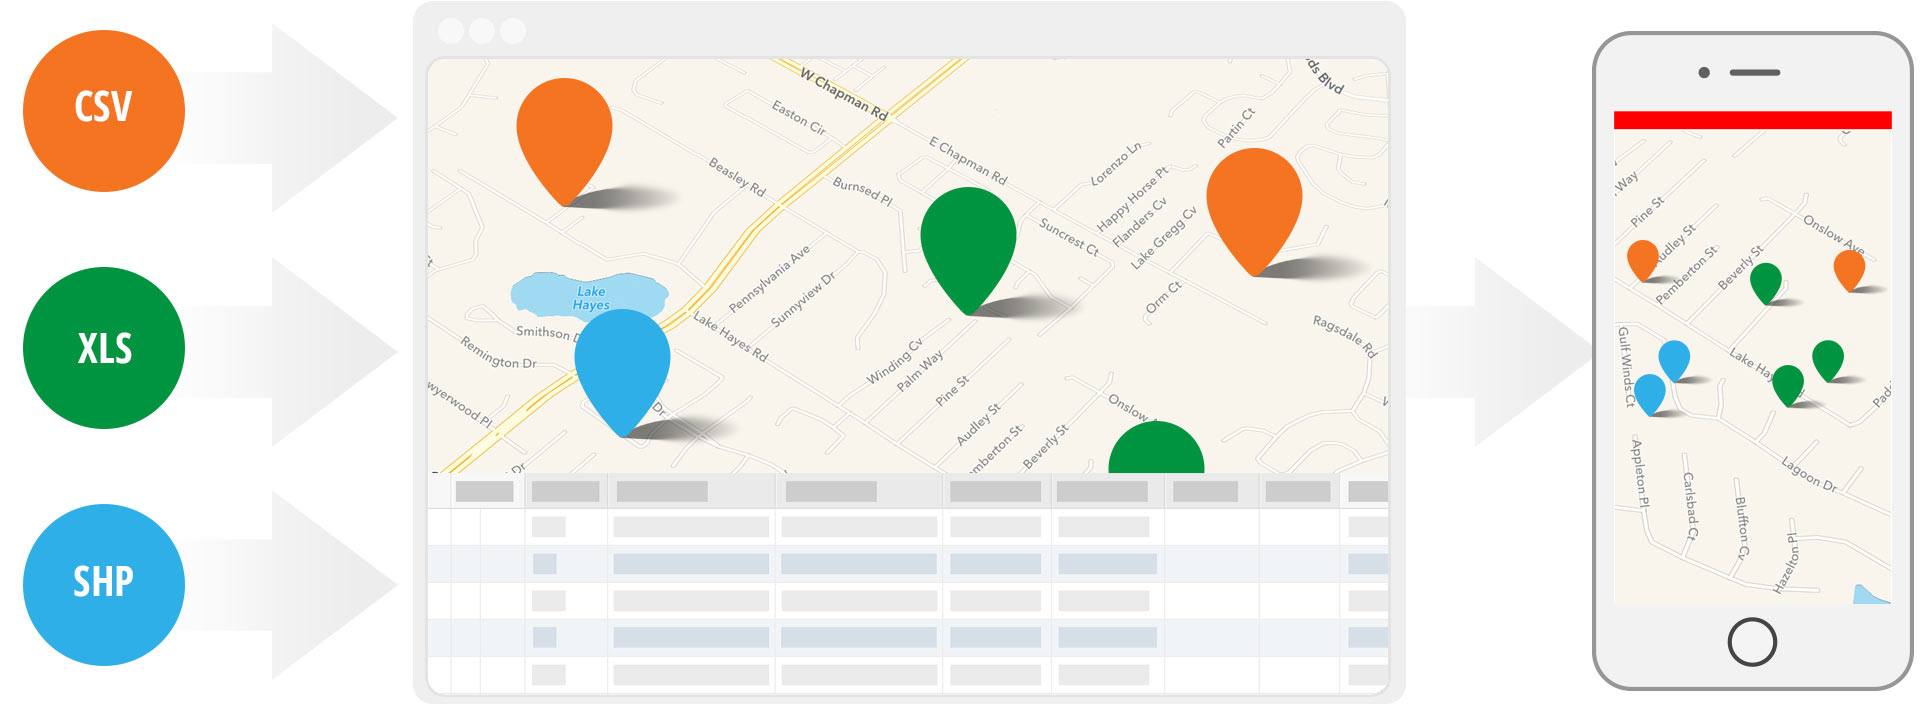 CSV
XLS
SHP
W Chapman Rd
Easton Cir
Beasley Rd
Burnsed Pl
E Chapman Rd
Lorenzo Ln
Partin Ct
Happy Horse Pt
Flanders Cv
Lake Gregg Cv
Suncrest Ct
Orm Ct
Ragsdale Rd
Pennsylvania Ave
Sunnyview Dr
Lake
Hayes
Smithson D
Remington Dr
wyerwood Pl
Lake Hayes Rd
Winding Cv
Palm Way
Pine St
Audley St
mberton St
Beverly St
Onslow A
Dr
Dr
ds Blvd
Way
Pine St
Audley St
Pemberton St
Beverly St
Onslow Ave
Gulf Winds Ct
Lake Hay
Pad
Appleton Pl
Carlsbad Ct
Bluffton Cv
Hazelton Pl
Lagoon Dr